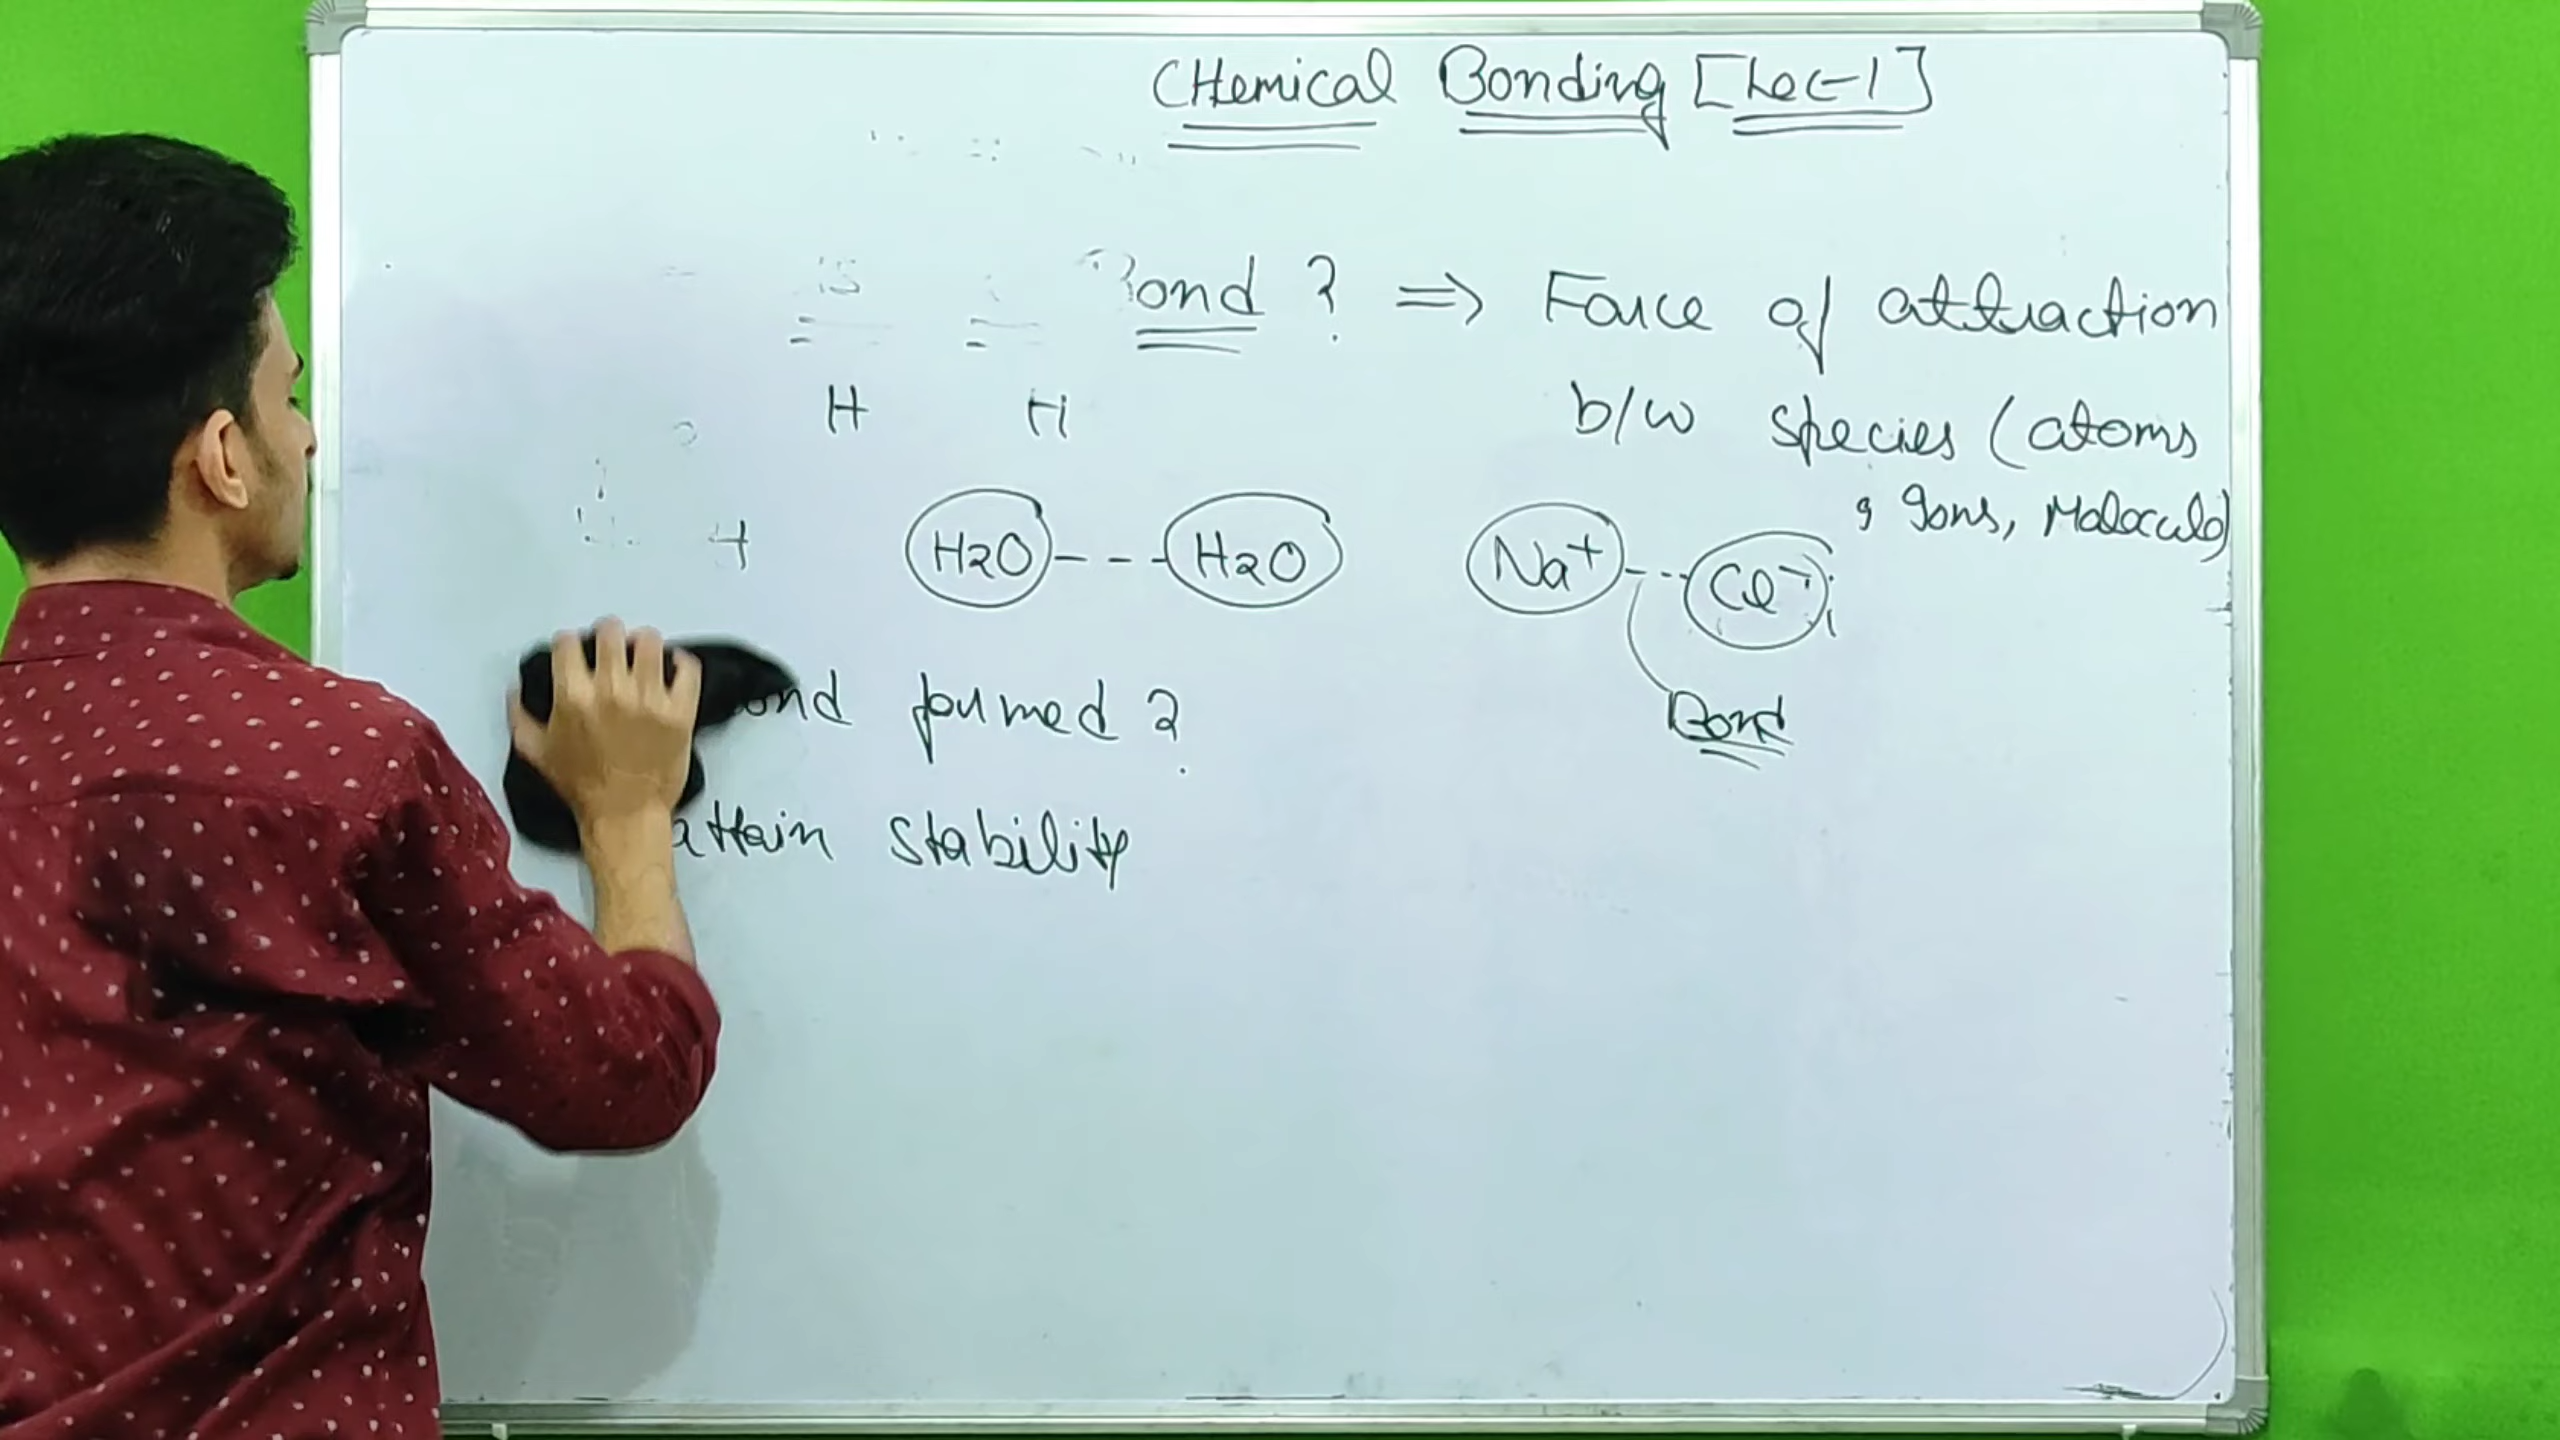 CHemical Bonding [Lec-1]
Bond ? ⇒ Force of attraction
H H b/w species (atoms
, Ions, Molecule)
H H2O --- H2O Na+ --- Cl-
ond formed ? Bond
attain stability